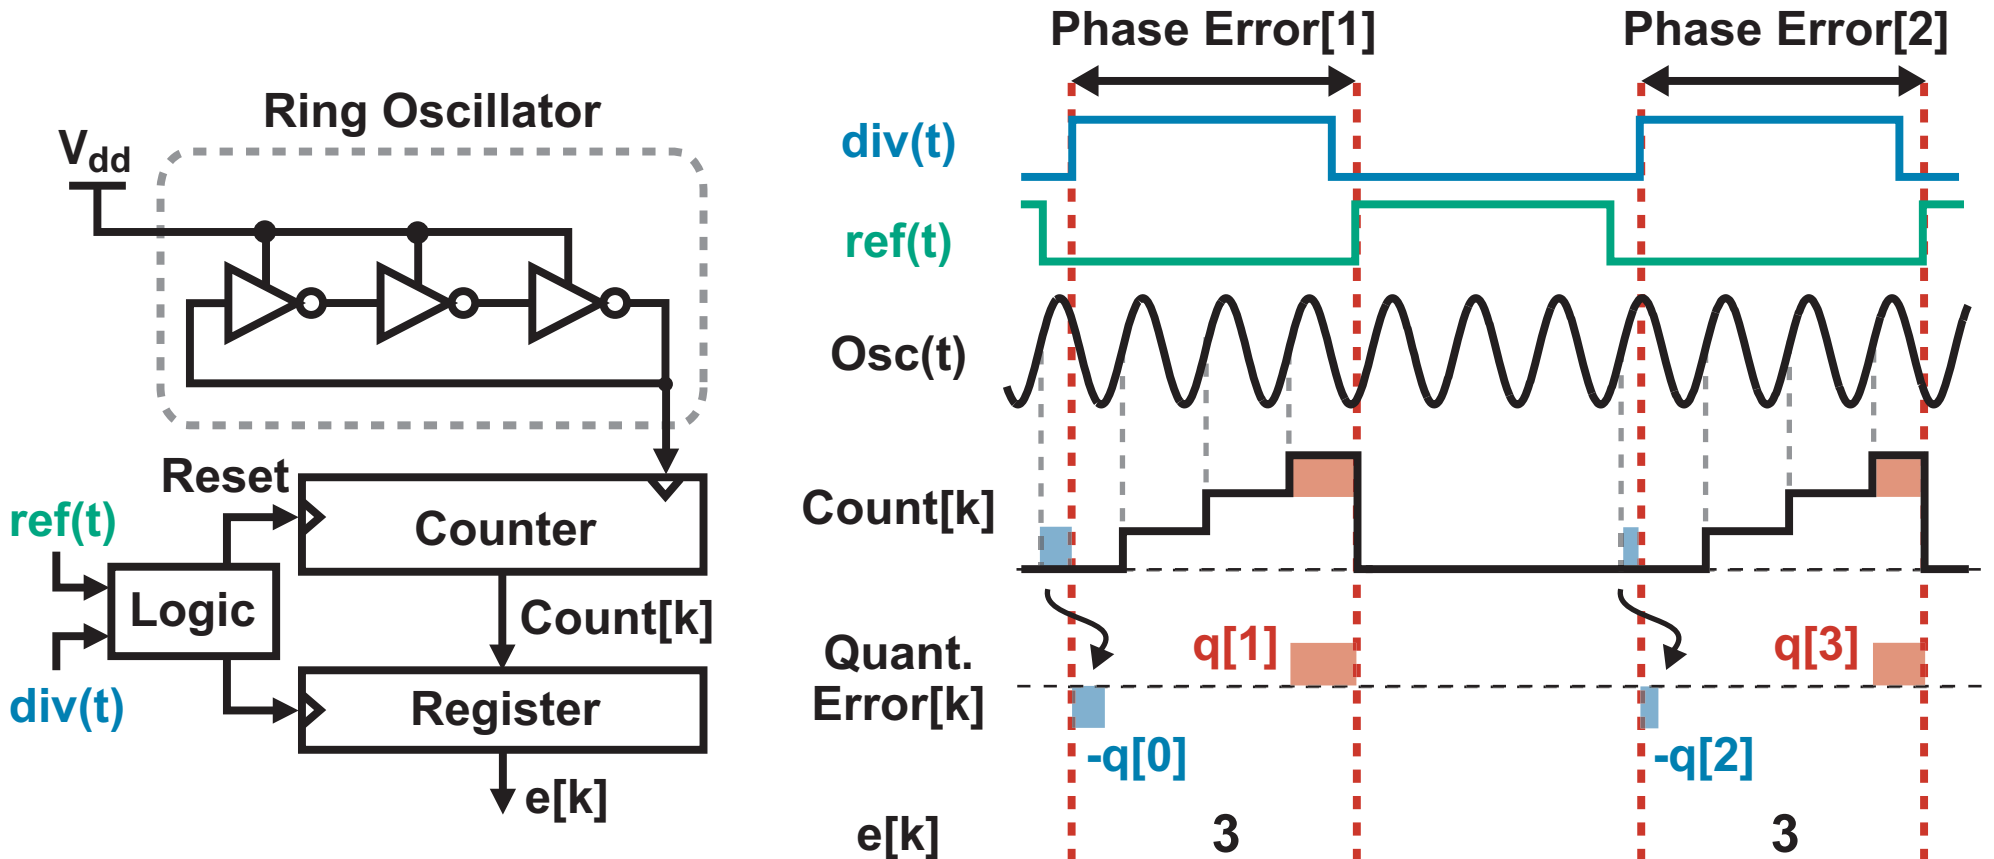 Ring Oscillator
Vdd
Reset
ref(t)
Counter
Logic
Count[k]
div(t)
Register
e[k]
Phase Error[1]
Phase Error[2]
div(t)
ref(t)
Osc(t)
Count[k]
Quant.
Error[k]
q[1]
q[3]
-q[0]
-q[2]
e[k]
3
3